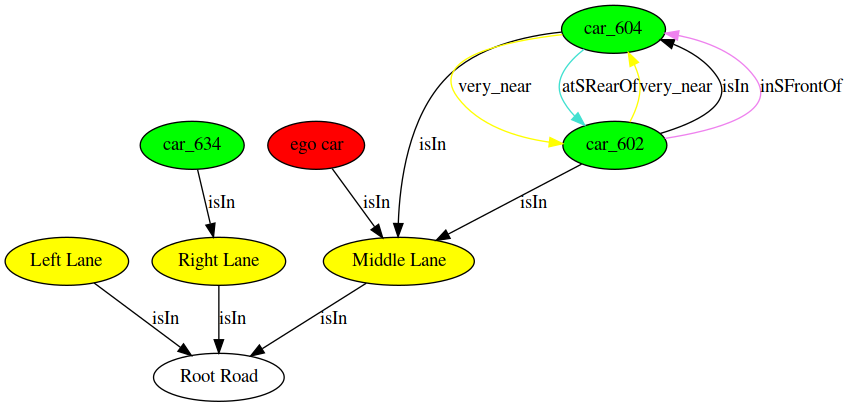 car_604
very_near
atSRearOf
very_near
isIn
inSFrontOf
car_634
ego car
isIn
car_602
isIn
isIn
isIn
Left Lane
Right Lane
Middle Lane
isIn
isIn
isIn
Root Road